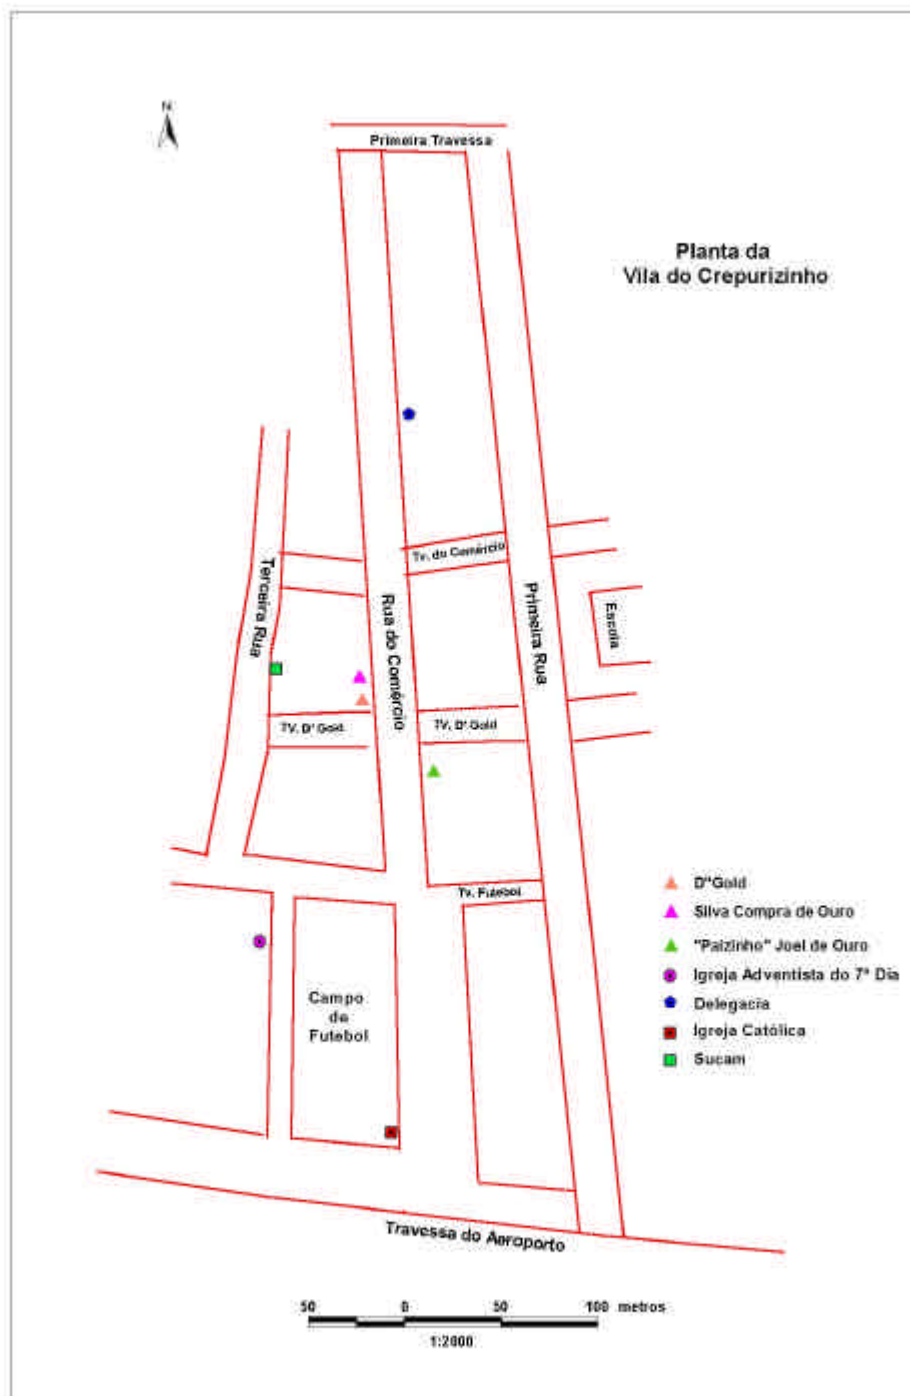 N
Primeira Travessa
Planta da
Vila do Crepurizinho
Tv. do Comércio
Terceira Rua
Rua do Comércio
Primeira Rua
Escola
TV. D'Gold
TV. D'Gold
Tv. Futebol
D"Gold
Silva Compra de Ouro
"Paizinho" Joel de Ouro
Igreja Adventista do 7º Dia
Delegacia
Igreja Católica
Sucam
Campo
de
Futebol
Travessa do Aeroporto
50 0 50 100 metros
1:2000